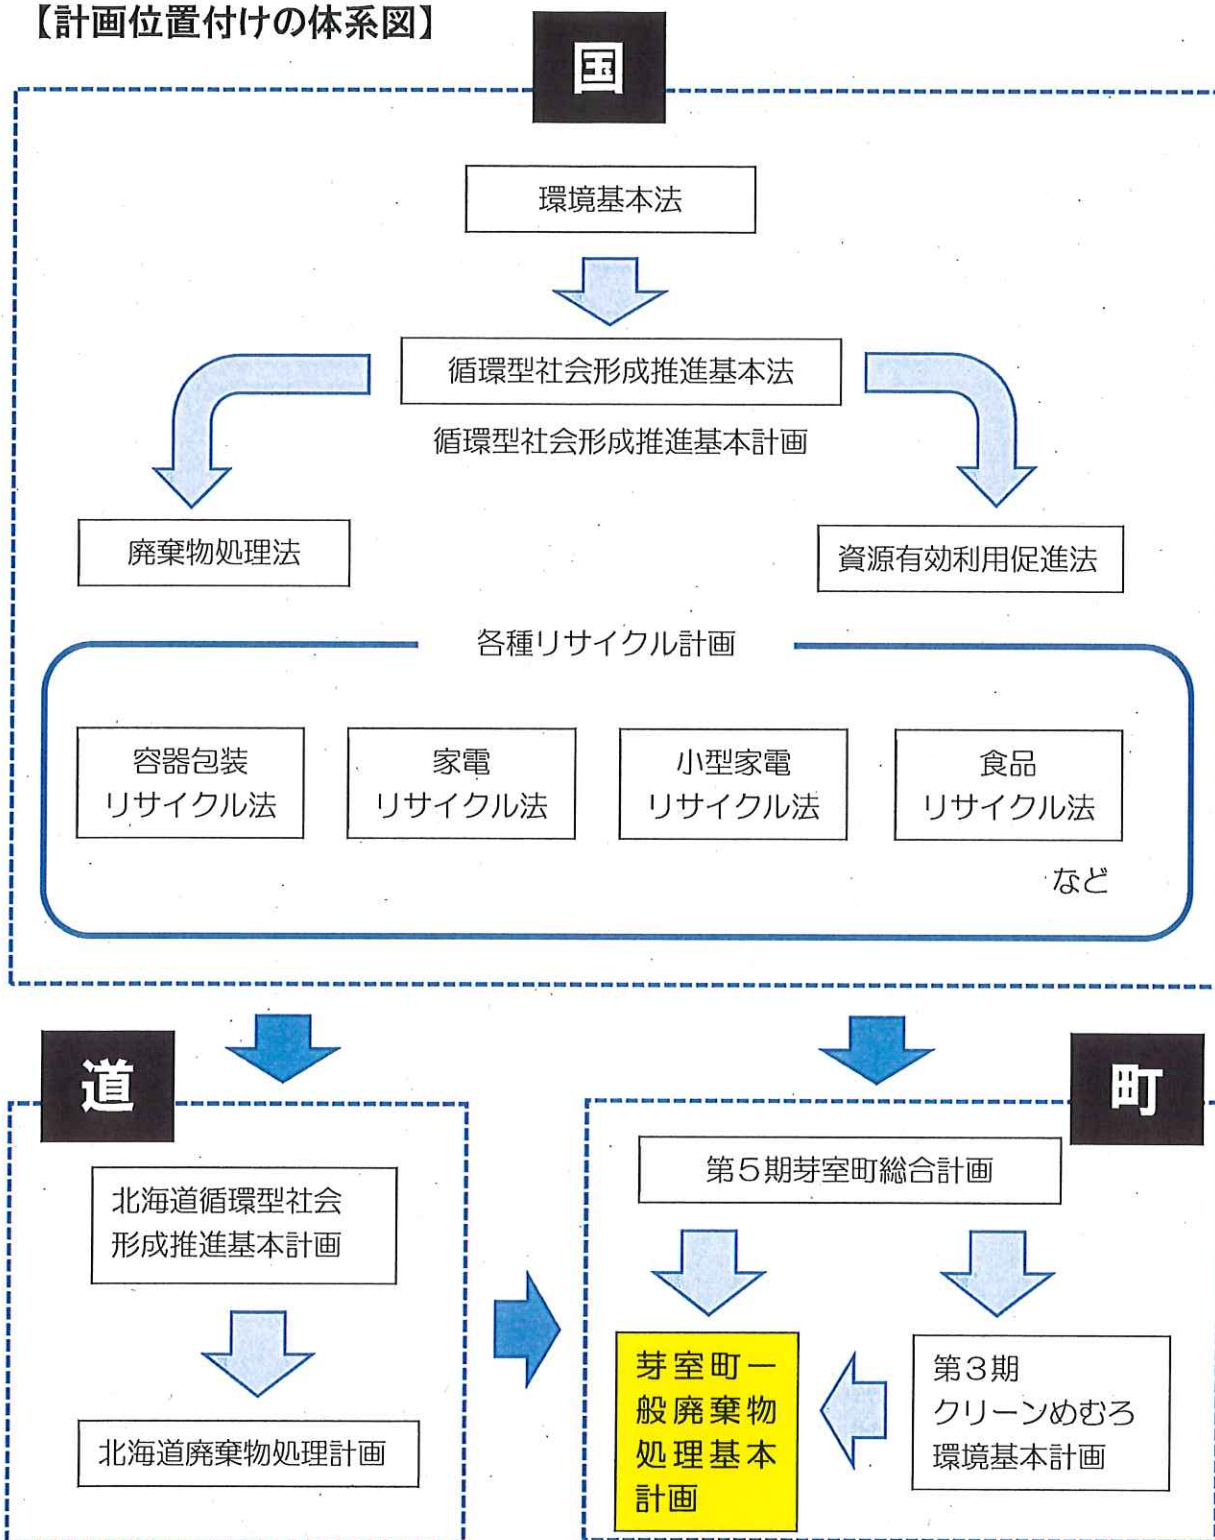 【計画位置付けの体系図】
国
環境基本法
循環型社会形成推進基本法
循環型社会形成推進基本計画
廃棄物処理法
資源有効利用促進法
各種リサイクル計画
容器包装
リサイクル法
家電
リサイクル法
小型家電
リサイクル法
食品
リサイクル法
など
道
北海道循環型社会
形成推進基本計画
北海道廃棄物処理計画
町
第5期芽室町総合計画
芽室町一
般廃棄物
処理基本
計画
第3期
クリーンめむろ
環境基本計画